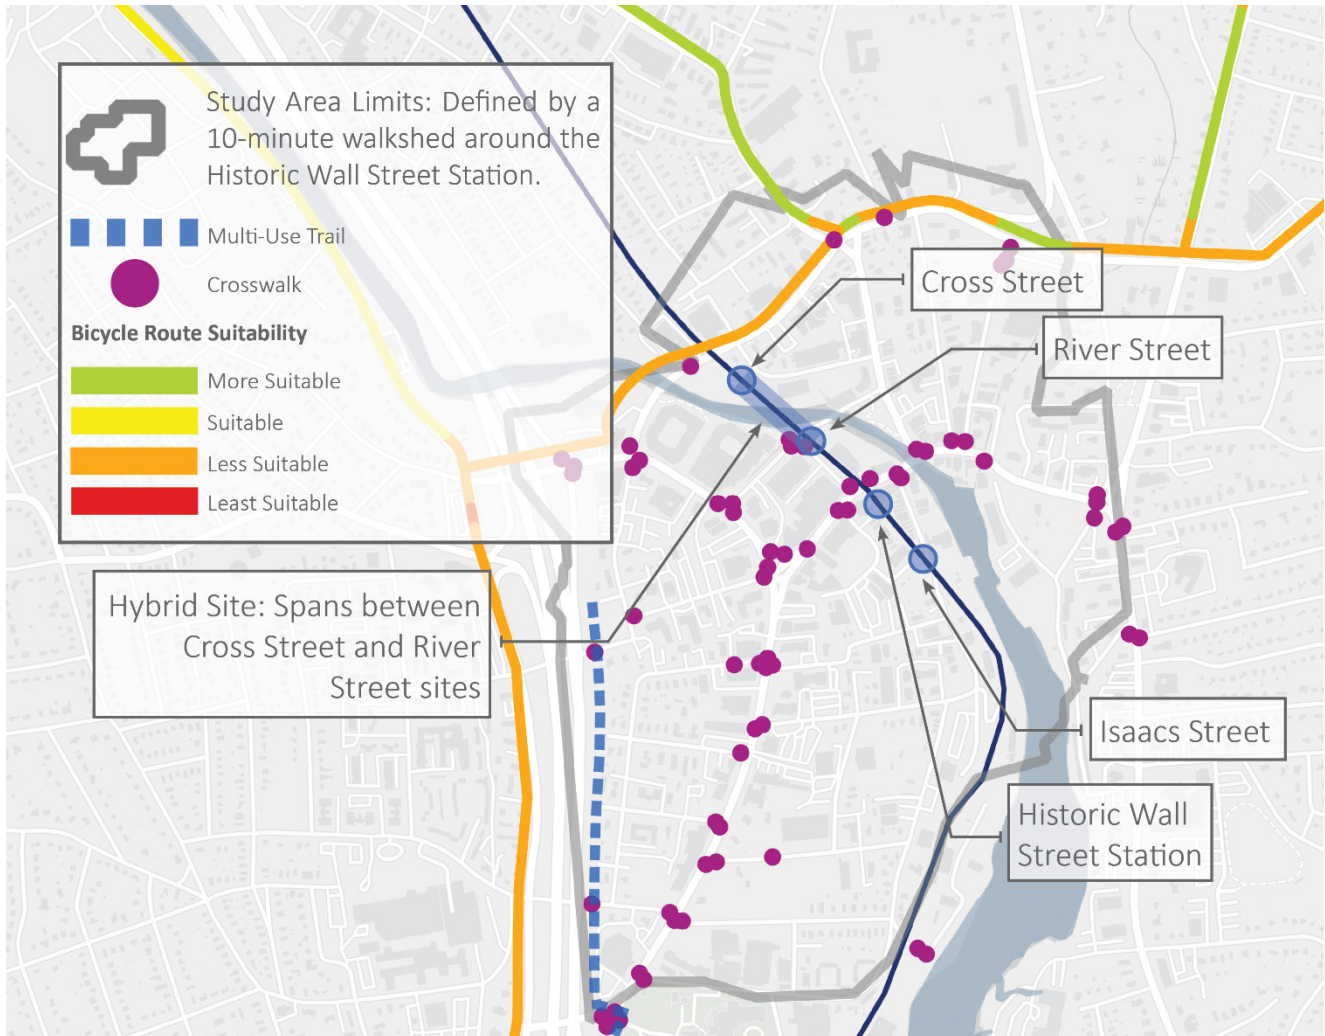 Study Area Limits: Defined by a
10-minute walkshed around the
Historic Wall Street Station.
Multi-Use Trail
Crosswalk
Bicycle Route Suitability
More Suitable
Suitable
Less Suitable
Least Suitable
Cross Street
River Street
Hybrid Site: Spans between
Cross Street and River
Street sites
Isaacs Street
Historic Wall
Street Station